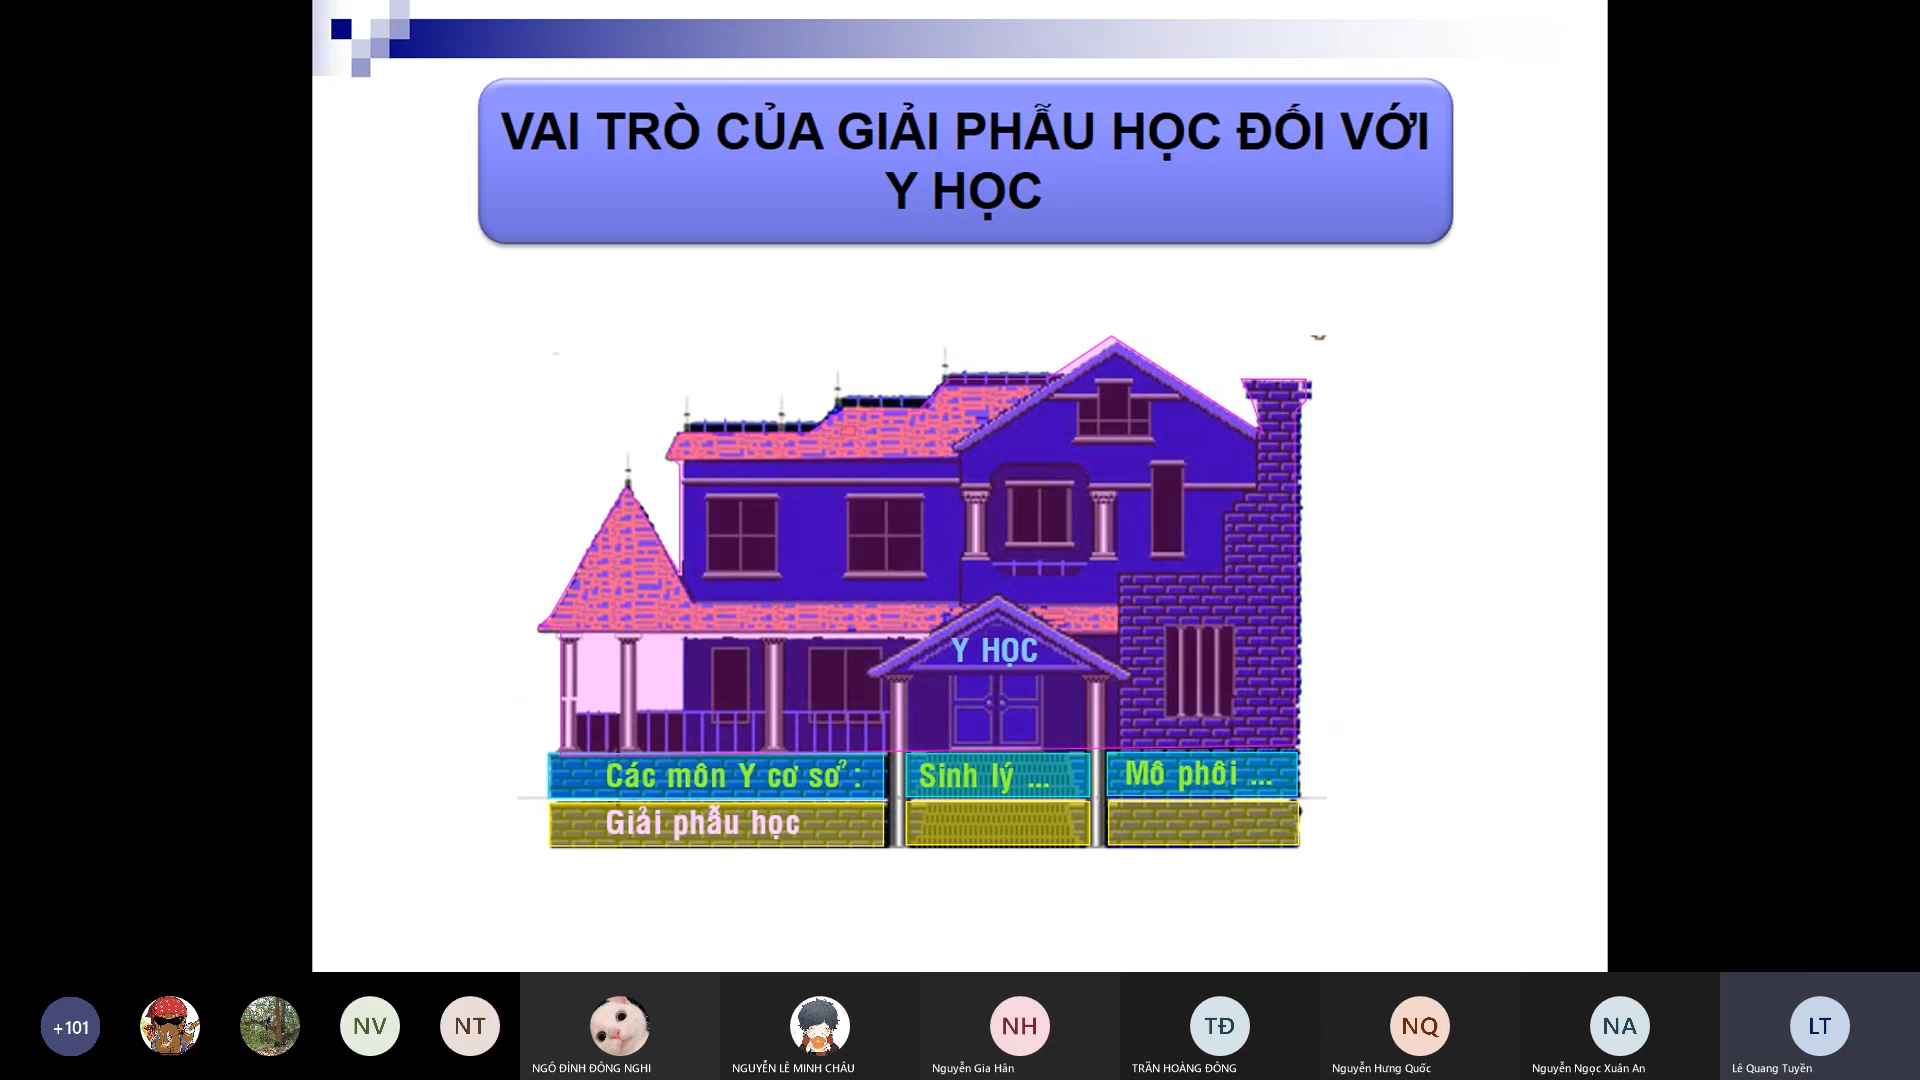 VAI TRÒ CỦA GIẢI PHẪU HỌC ĐỐI VỚI
Y HỌC
Y HỌC
Các môn Y cơ sở : Sinh lý ... Mô phôi ...
Giải phẫu học
+101 NV NT NH TĐ NQ NA LT
NGÔ ĐÌNH ĐÔNG NGHI NGUYỄN LÊ MINH CHÂU Nguyễn Gia Hân TRẦN HOÀNG ĐÔNG Nguyễn Hưng Quốc Nguyễn Ngọc Xuân An Lê Quang Tuyền